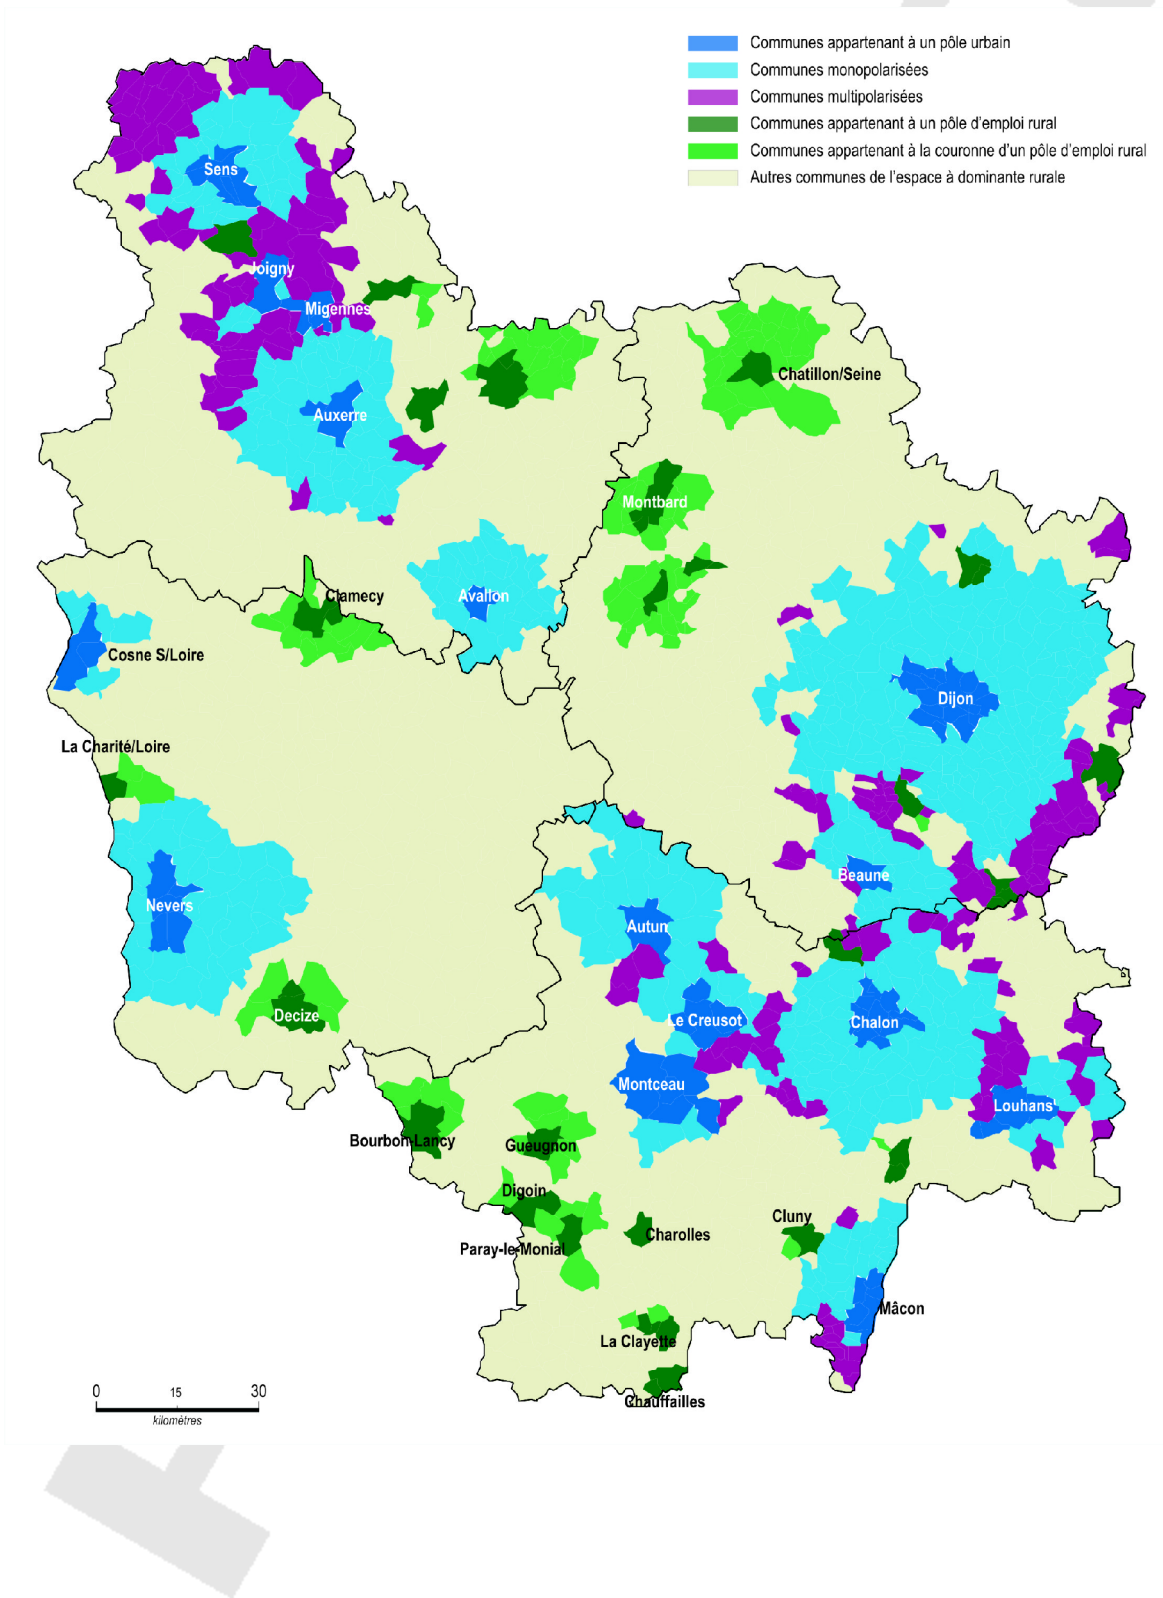 Communes appartenant à un pôle urbain
Communes monopolarisées
Communes multipolarisées
Communes appartenant à un pôle d'emploi rural
Communes appartenant à la couronne d'un pôle d'emploi rural
Autres communes de l'espace à dominante rurale
Sens
Joigny
Migennes
Chatillon/Seine
Auxerre
Montbard
Clamecy
Avallon
Cosne S/Loire
Dijon
La Charité/Loire
Beaune
Nevers
Autun
Decize
Le Creusot
Chalon
Montceau
Louhans
Bourbon-Lancy
Gueugnon
Digoin
Cluny
Charolles
Paray-le-Monial
Mâcon
La Clayette
Chauffailles
0 15 30
kilométres